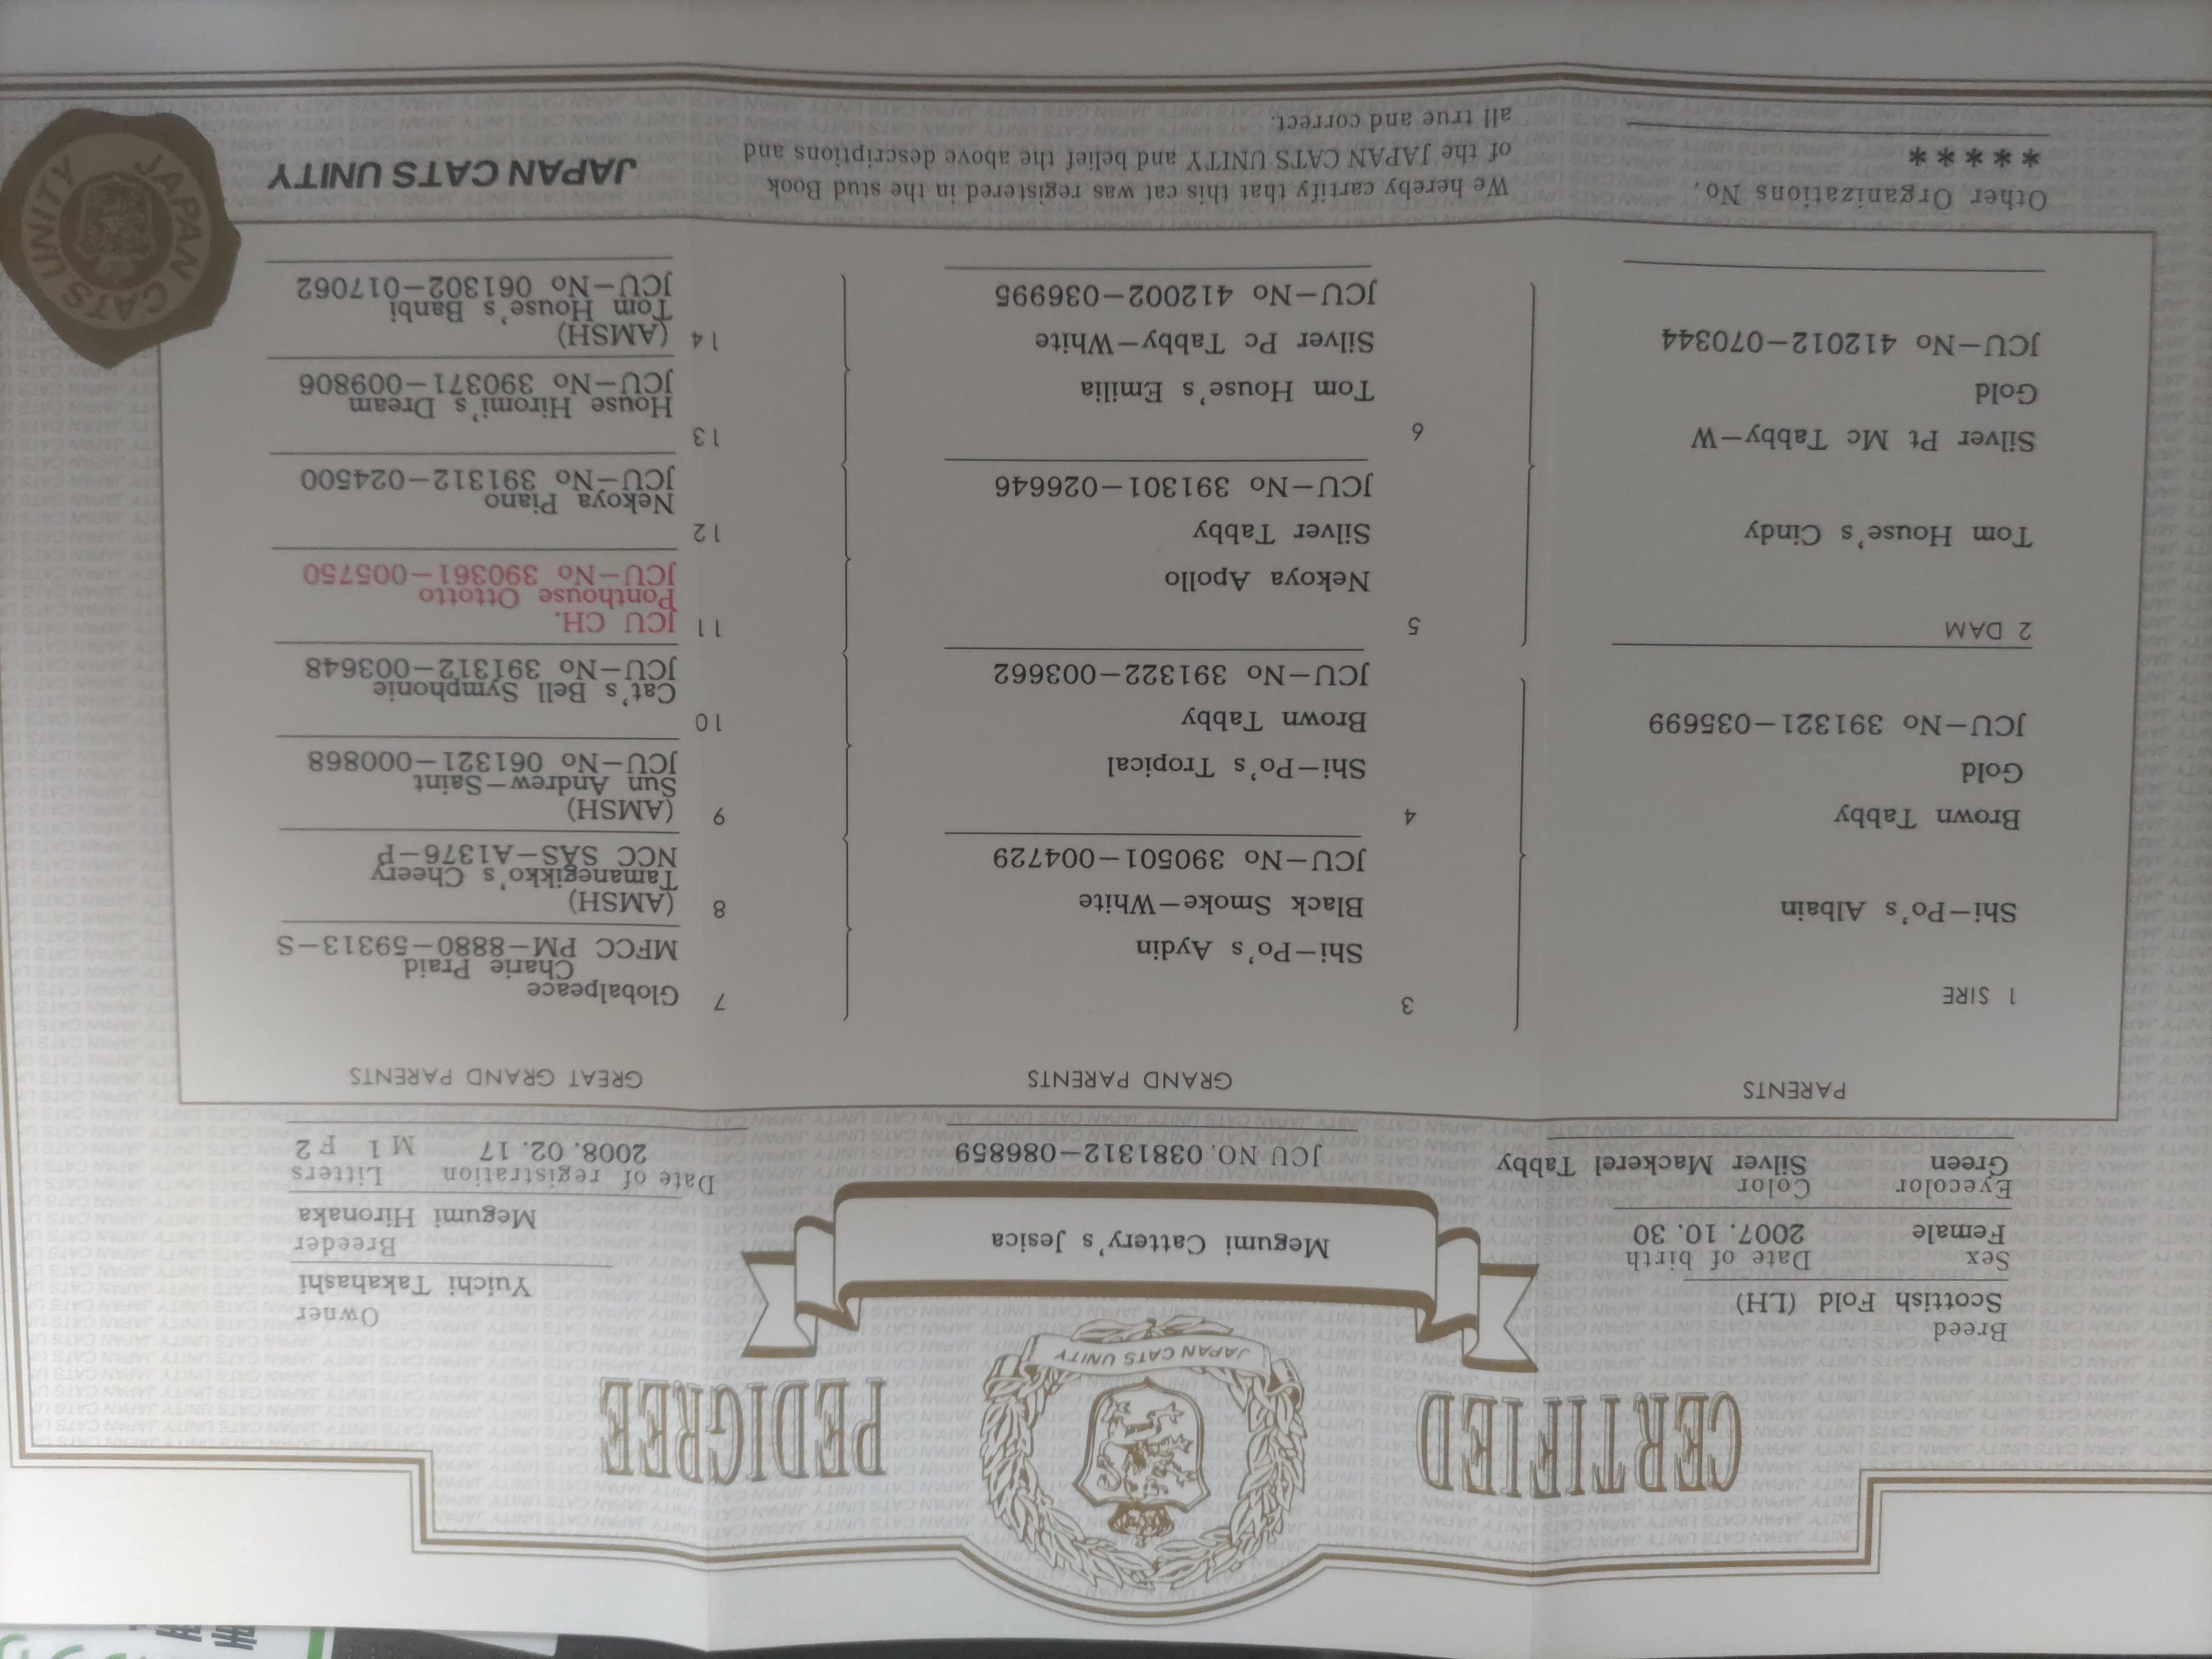 CERTIFIED PEDIGREE
JAPAN CATS UNITY
Breed
Scottish Fold (LH)
Sex Date of birth
Female 2007. 10. 30
Eyecolor Color
Green Silver Mackerel Tabby
Megumi Cattery's Jesica
JCU NO. 0381312-086859
Owner
Yuichi Takahashi
Breeder
Megumi Hironaka
Date of registration Litters
2008. 02. 17 M 1 F 2
PARENTS
1 SIRE
Shi-Po's Albain
Brown Tabby
Gold
JCU-No 391321-035699
2 DAM
Tom House's Cindy
Silver Pt Mc Tabby-W
Gold
JCU-No 412012-070344
GRAND PARENTS
3
Shi-Po's Aydin
Black Smoke-White
JCU-No 390501-004729
4
Shi-Po's Tropical
Brown Tabby
JCU-No 391322-003662
5
Nekoya Apollo
Silver Tabby
JCU-No 391301-026646
6
Tom House's Emilia
Silver Pc Tabby-White
JCU-No 412002-036995
GREAT GRAND PARENTS
7 Globalpeace
Charie Praid
MFCC PM-8880-59313-S
8 (AMSH)
Tamanegikko's Cheery
NCC SAS-A1376-P
9 (AMSH)
Sun Andrew-Saint
JCU-No 061321-000868
10
Cat's Bell Symphonie
JCU-No 391312-003648
11 JCU CH.
Ponthouse Ottotto
JCU-No 390361-005750
12
Nekoya Piano
JCU-No 391312-024500
13
House Hiromi's Dream
JCU-No 390371-009806
14 (AMSH)
Tom House's Banbi
JCU-No 061302-017062
Other Organizations No.
*****
We hereby cartify that this cat was registered in the stud Book
of the JAPAN CATS UNITY and belief the above descriptions and
all true and correct.
JAPAN CATS UNITY
JAPAN CATS UNITY